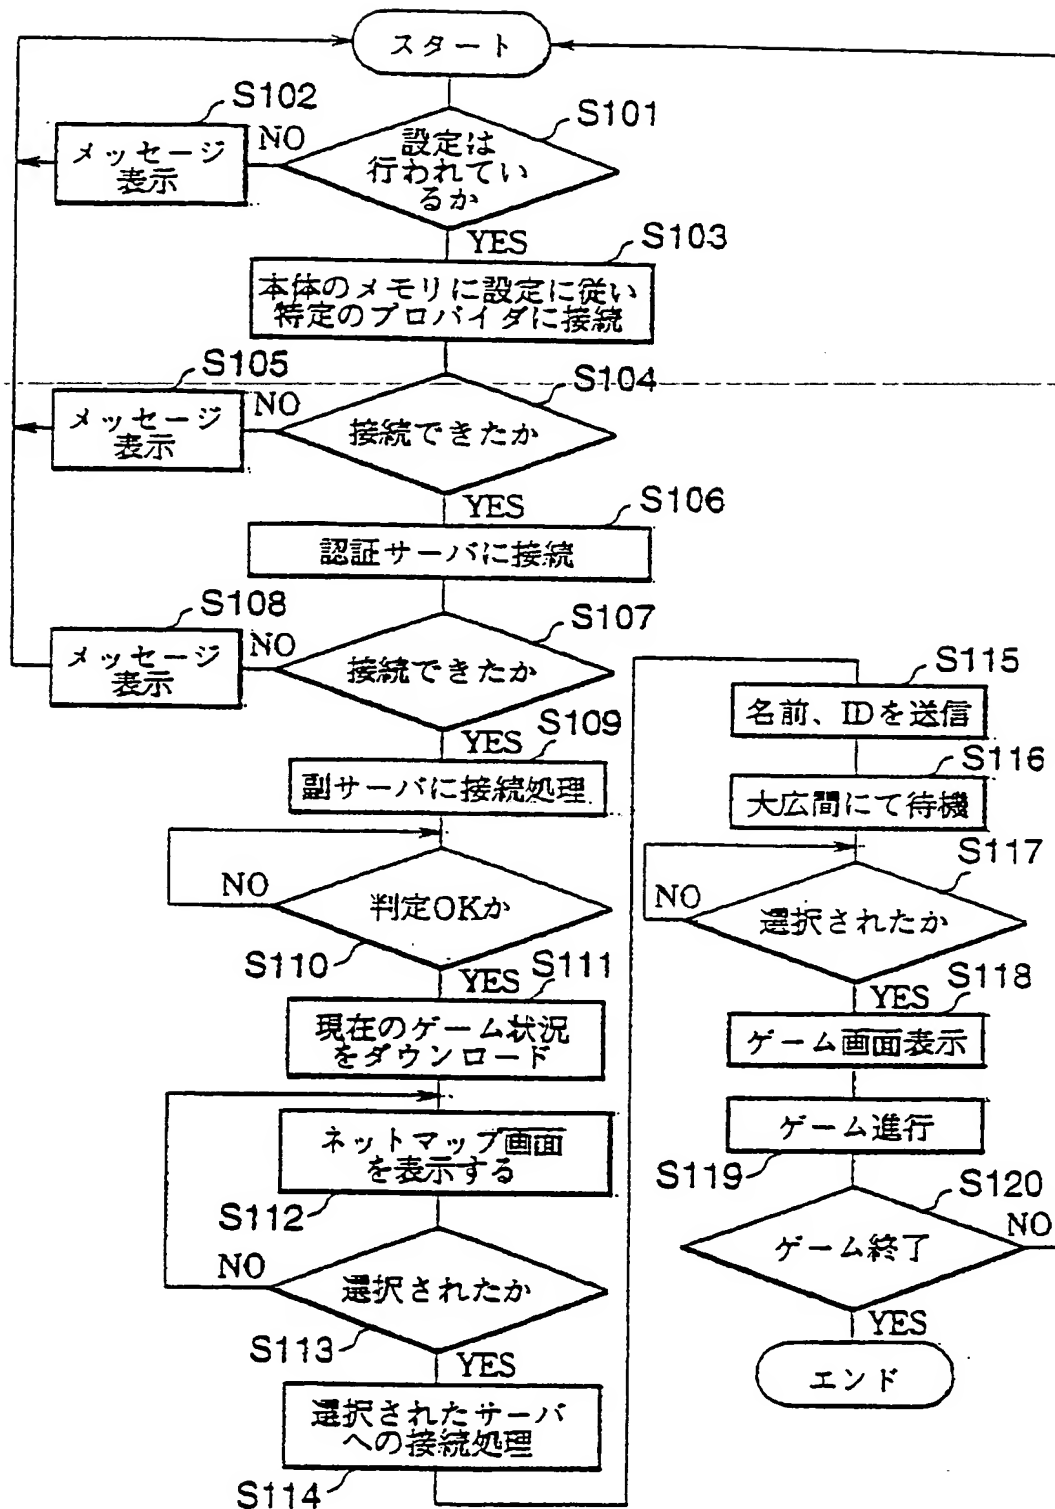 スタート
S101
設定は
行われてい
るか
S102
NO
メッセージ
表示
YES
S103
本体のメモリに設定に従い
特定のプロバイダに接続
S104
接続できたか
S105
NO
メッセージ
表示
YES
S106
認証サーバに接続
S107
接続できたか
S108
NO
メッセージ
表示
YES
S109
副サーバに接続処理
NO
判定OKか
S110
YES
S111
現在のゲーム状況
をダウンロード
ネットマップ画面
を表示する
S112
NO
選択されたか
S113
YES
選択されたサーバ
への接続処理
S114
S115
名前、IDを送信
S116
大広間にて待機
S117
NO
選択されたか
YES
S118
ゲーム画面表示
ゲーム進行
S119
S120
ゲーム終了
NO
YES
エンド